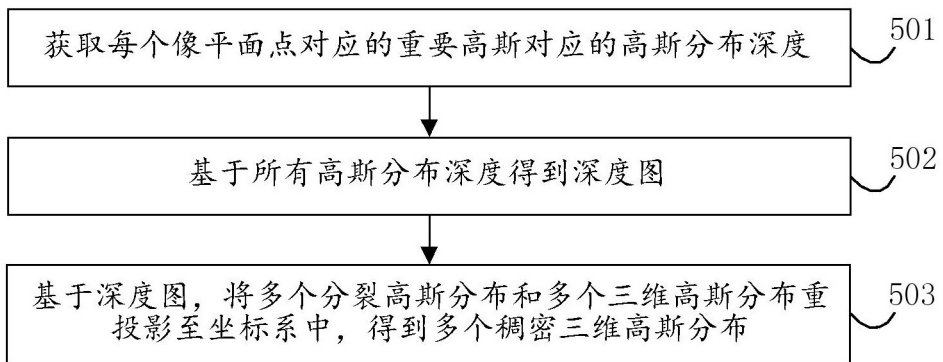 获取每个像平面点对应的重要高斯对应的高斯分布深度
501
基于所有高斯分布深度得到深度图
502
基于深度图，将多个分裂高斯分布和多个三维高斯分布重
投影至坐标系中，得到多个稠密三维高斯分布
503